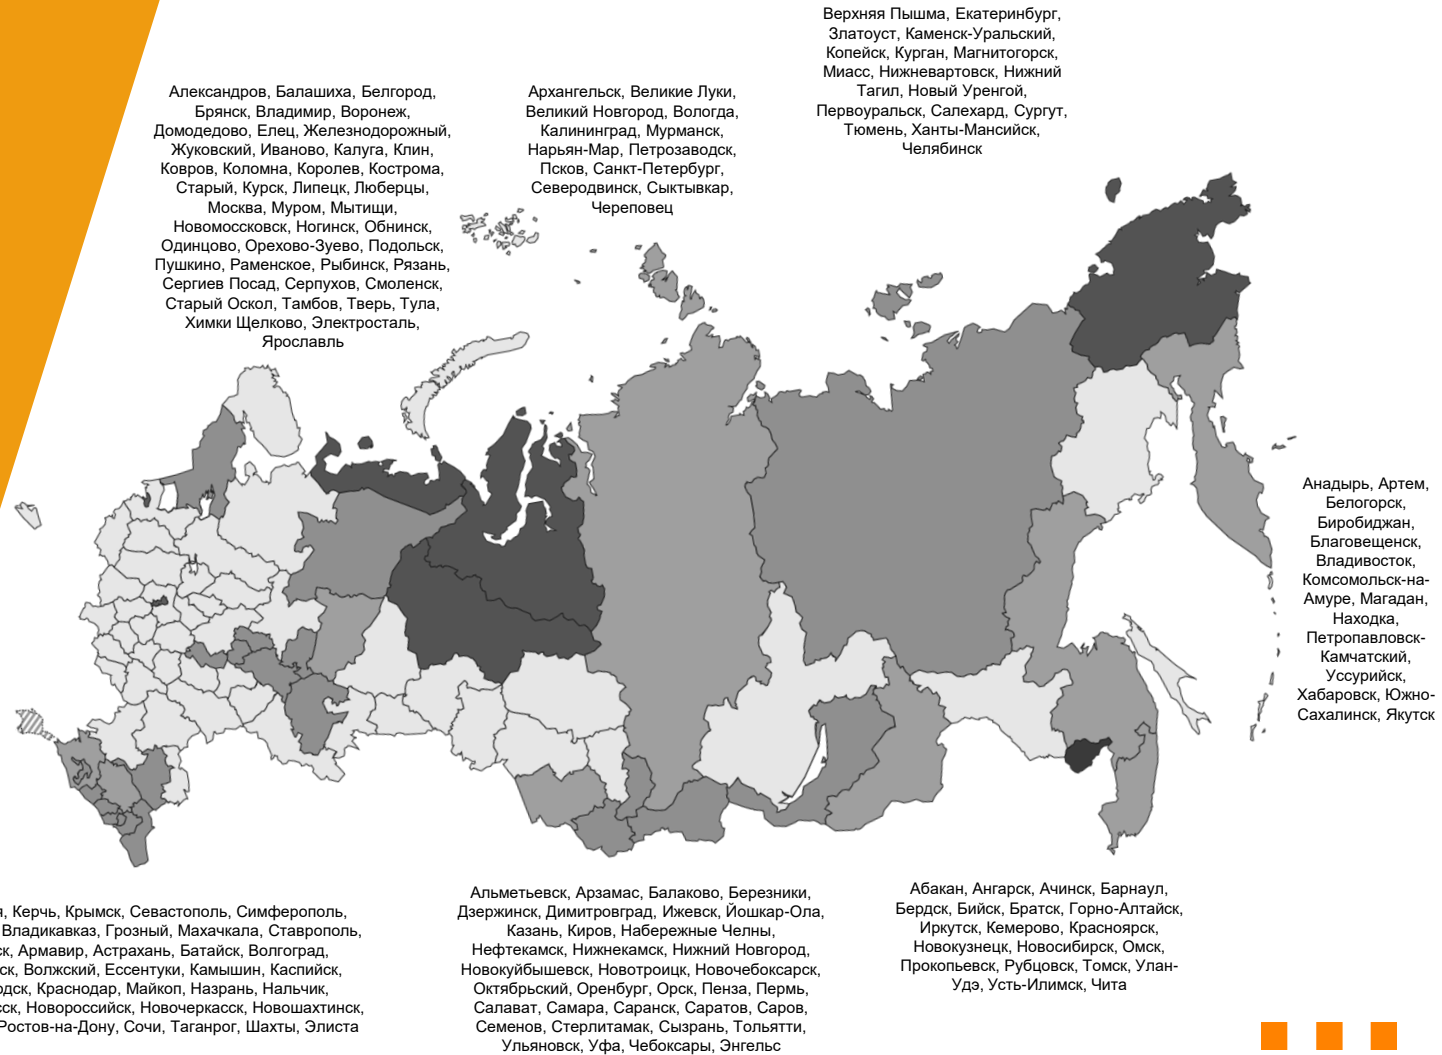 Верхняя Пышма, Екатеринбург,
Златоуст, Каменск-Уральский,
Копейск, Курган, Магнитогорск,
Миасс, Нижневартовск, Нижний
Тагил, Новый Уренгой,
Первоуральск, Салехард, Сургут,
Тюмень, Ханты-Мансийск,
Челябинск
Александров, Балашиха, Белгород,
Брянск, Владимир, Воронеж,
Домодедово, Елец, Железнодорожный,
Жуковский, Иваново, Калуга, Клин,
Ковров, Коломна, Королев, Кострома,
Старый, Курск, Липецк, Люберцы,
Москва, Муром, Мытищи,
Новомоссковск, Ногинск, Обнинск,
Одинцово, Орехово-Зуево, Подольск,
Пушкино, Раменское, Рыбинск, Рязань,
Сергиев Посад, Серпухов, Смоленск,
Старый Оскол, Тамбов, Тверь, Тула,
Химки Щелково, Электросталь,
Ярославль
Архангельск, Великие Луки,
Великий Новгород, Вологда,
Калининград, Мурманск,
Нарьян-Мар, Петрозаводск,
Псков, Санкт-Петербург,
Северодвинск, Сыктывкар,
Череповец
Анадырь, Артем,
Белогорск,
Биробиджан,
Благовещенск,
Владивосток,
Комсомольск-на-
Амуре, Магадан,
Находка,
Петропавловск-
Камчатский,
Уссурийск,
Хабаровск, Южно-
Сахалинск, Якутск
Керчь, Крымск, Севастополь, Симферополь,
Владикавказ, Грозный, Махачкала, Ставрополь,
Армавир, Астрахань, Батайск, Волгоград,
Волжский, Ессентуки, Камышин, Каспийск,
Краснодар, Майкоп, Назрань, Нальчик,
Новороссийск, Новочеркасск, Новошахтинск,
Ростов-на-Дону, Сочи, Таганрог, Шахты, Элиста
Альметьевск, Арзамас, Балаково, Березники,
Дзержинск, Димитровград, Ижевск, Йошкар-Ола,
Казань, Киров, Набережные Челны,
Нефтекамск, Нижнекамск, Нижний Новгород,
Новокуйбышевск, Новотроицк, Новочебоксарск,
Октябрьский, Оренбург, Орск, Пенза, Пермь,
Салават, Самара, Саранск, Саратов, Саров,
Семенов, Стерлитамак, Сызрань, Тольятти,
Ульяновск, Уфа, Чебоксары, Энгельс
Абакан, Ангарск, Ачинск, Барнаул,
Бердск, Бийск, Братск, Горно-Алтайск,
Иркутск, Кемерово, Красноярск,
Новокузнецк, Новосибирск, Омск,
Прокопьевск, Рубцовск, Томск, Улан-
Удэ, Усть-Илимск, Чита